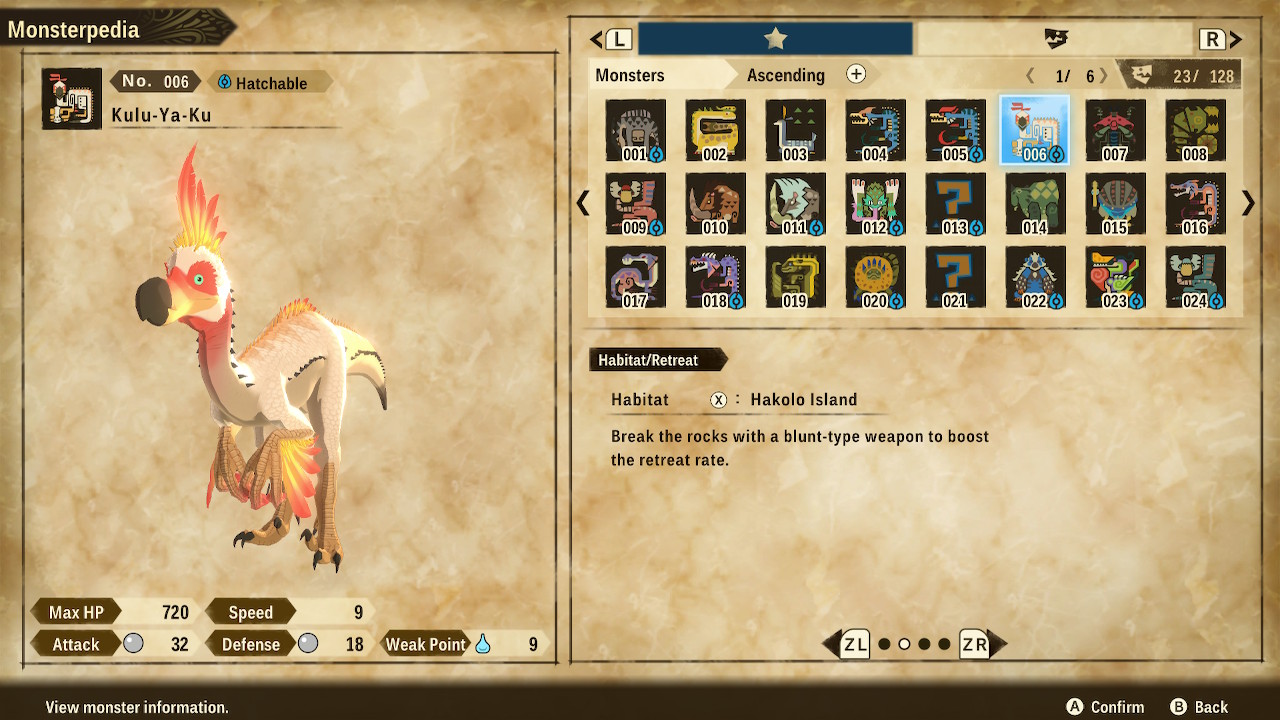 Monsterpedia
No. 006
Hatchable
Kulu-Ya-Ku
Max HP 720
Speed 9
Attack 32
Defense 18
Weak Point 9
L
R
Monsters
Ascending
1/ 6
23/ 128
001 002 003 004 005 006 007 008
009 010 011 012 013 014 015 016
017 018 019 020 021 022 023 024
Habitat/Retreat
Habitat X : Hakolo Island
Break the rocks with a blunt-type weapon to boost
the retreat rate.
ZL ZR
View monster information.
A Confirm B Back